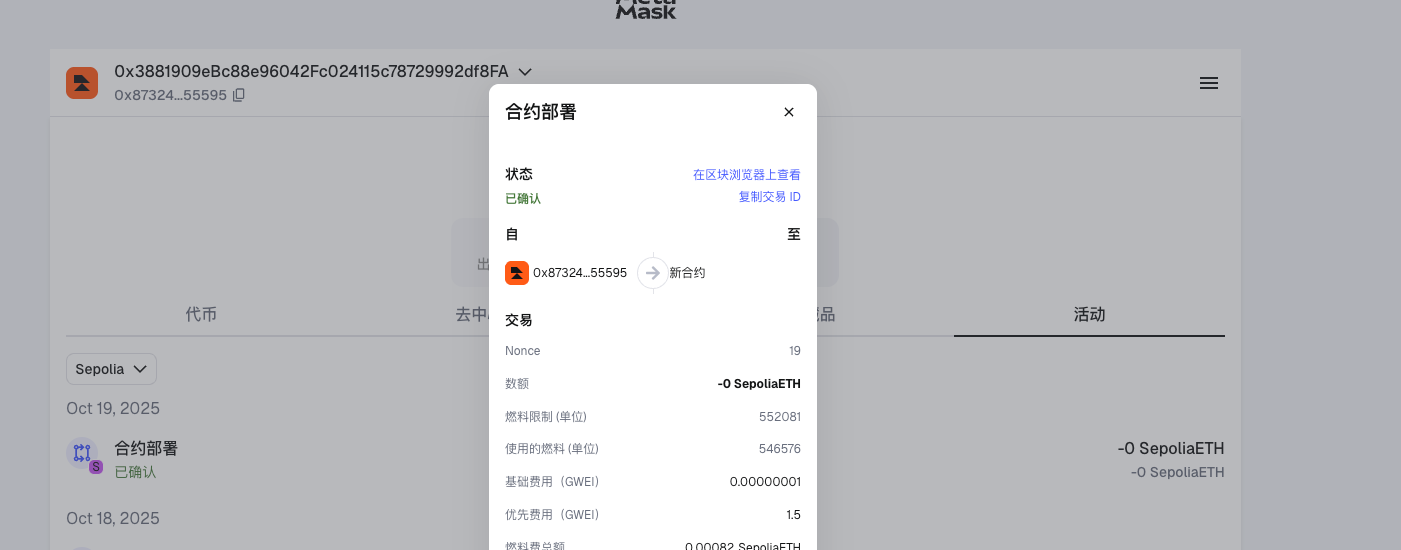 Meta
Mask
0x3881909eBc88e96042Fc024115c78729992df8FA
0x87324...55595
合约部署
状态
在区块浏览器上查看
已确认
复制交易 ID
自
至
出
0x87324...55595
新合约
代币
去中
品
活动
交易
Nonce
19
Sepolia
数额
-0 SepoliaETH
Oct 19, 2025
燃料限制 (单位)
552081
合约部署
使用的燃料 (单位)
546576
-0 SepoliaETH
已确认
-0 SepoliaETH
基础费用（GWEI）
0.00000001
Oct 18, 2025
优先费用（GWEI）
1.5
燃料费总额
0.00082 SepoliaETH
S